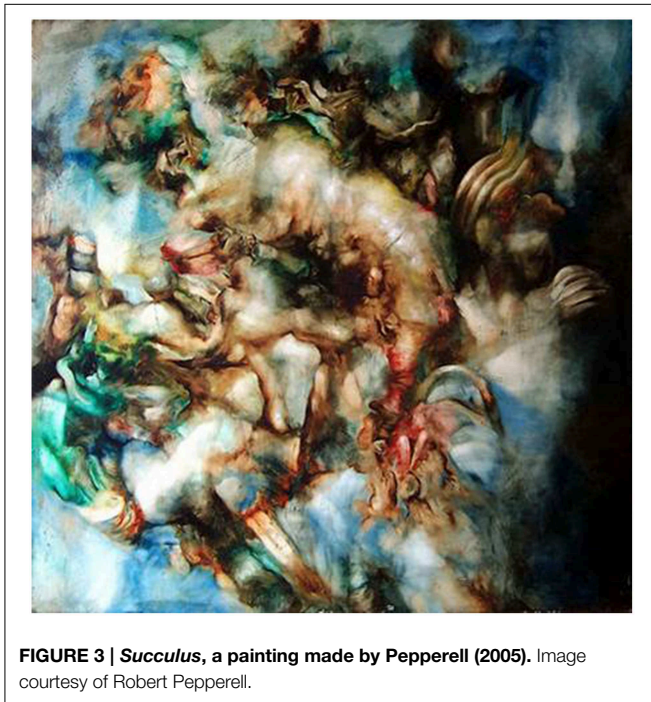 FIGURE 3 | Succulus, a painting made by Pepperell (2005). Image
courtesy of Robert Pepperell.